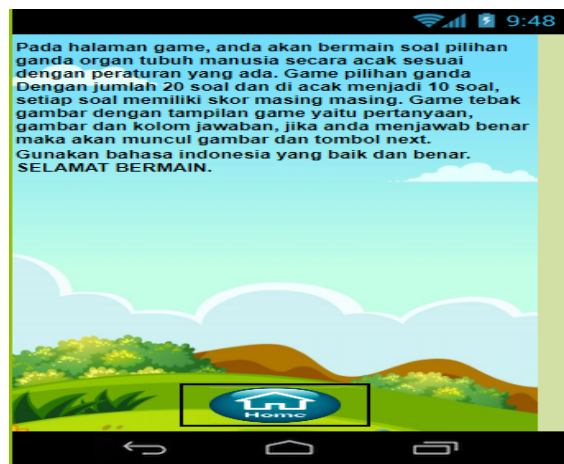 9:48
Pada halaman game, anda akan bermain soal pilihan
ganda organ tubuh manusia secara acak sesuai
dengan peraturan yang ada. Game pilihan ganda
Dengan jumlah 20 soal dan di acak menjadi 10 soal,
setiap soal memiliki skor masing masing. Game tebak
gambar dengan tampilan game yaitu pertanyaan,
gambar dan kolom jawaban, jika anda menjawab benar
maka akan muncul gambar dan tombol next.
Gunakan bahasa indonesia yang baik dan benar.
SELAMAT BERMAIN.
Home